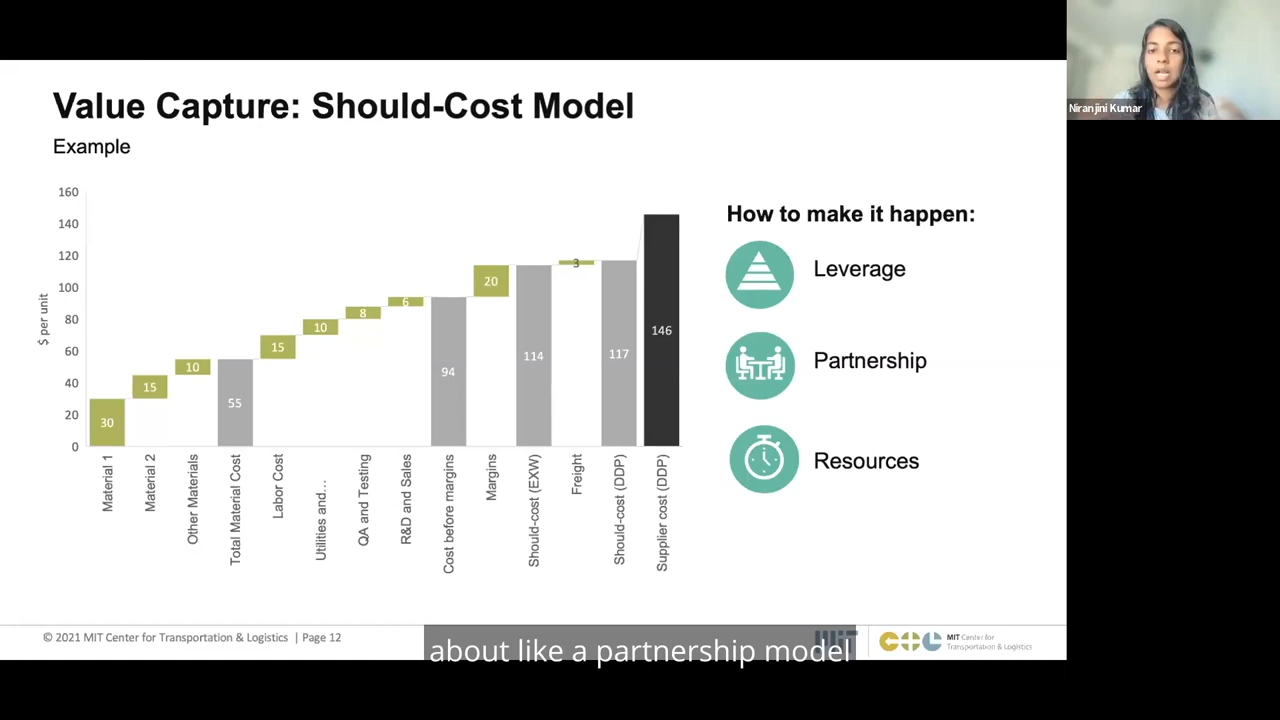 Niranjini Kumar
Value Capture: Should-Cost Model
Example
$ per unit
160
140
120
100
80
60
40
20
0
30
15
10
55
15
10
8
6
94
20
114
3
117
146
Material 1
Material 2
Other Materials
Total Material Cost
Labor Cost
Utilities and...
QA and Testing
R&D and Sales
Cost before margins
Margins
Should-cost (EXW)
Freight
Should-cost (DDP)
Supplier cost (DDP)
How to make it happen:
Leverage
Partnership
Resources
© 2021 MIT Center for Transportation & Logistics | Page 12
about like a partnership model
MIT
CTL
MIT Center for
Transportation & Logistics